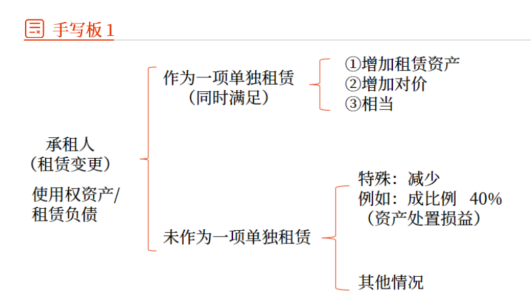 手写板1
作为一项单独租赁
（同时满足）
①增加租赁资产
②增加对价
③相当
承租人
（租赁变更）
使用权资产/
租赁负债
未作为一项单独租赁
特殊：减少
例如：成比例 40%
（资产处置损益）
其他情况